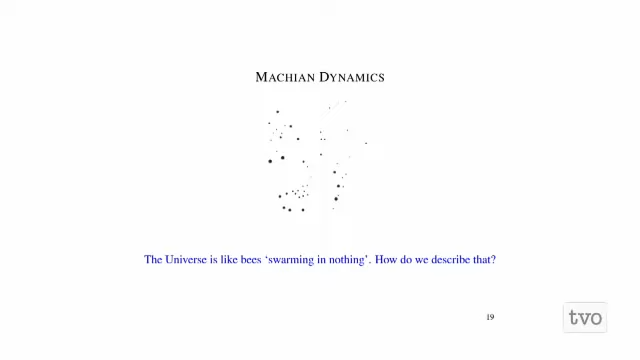 MACHIAN DYNAMICS
The Universe is like bees ‘swarming in nothing’. How do we describe that?
19
tvo